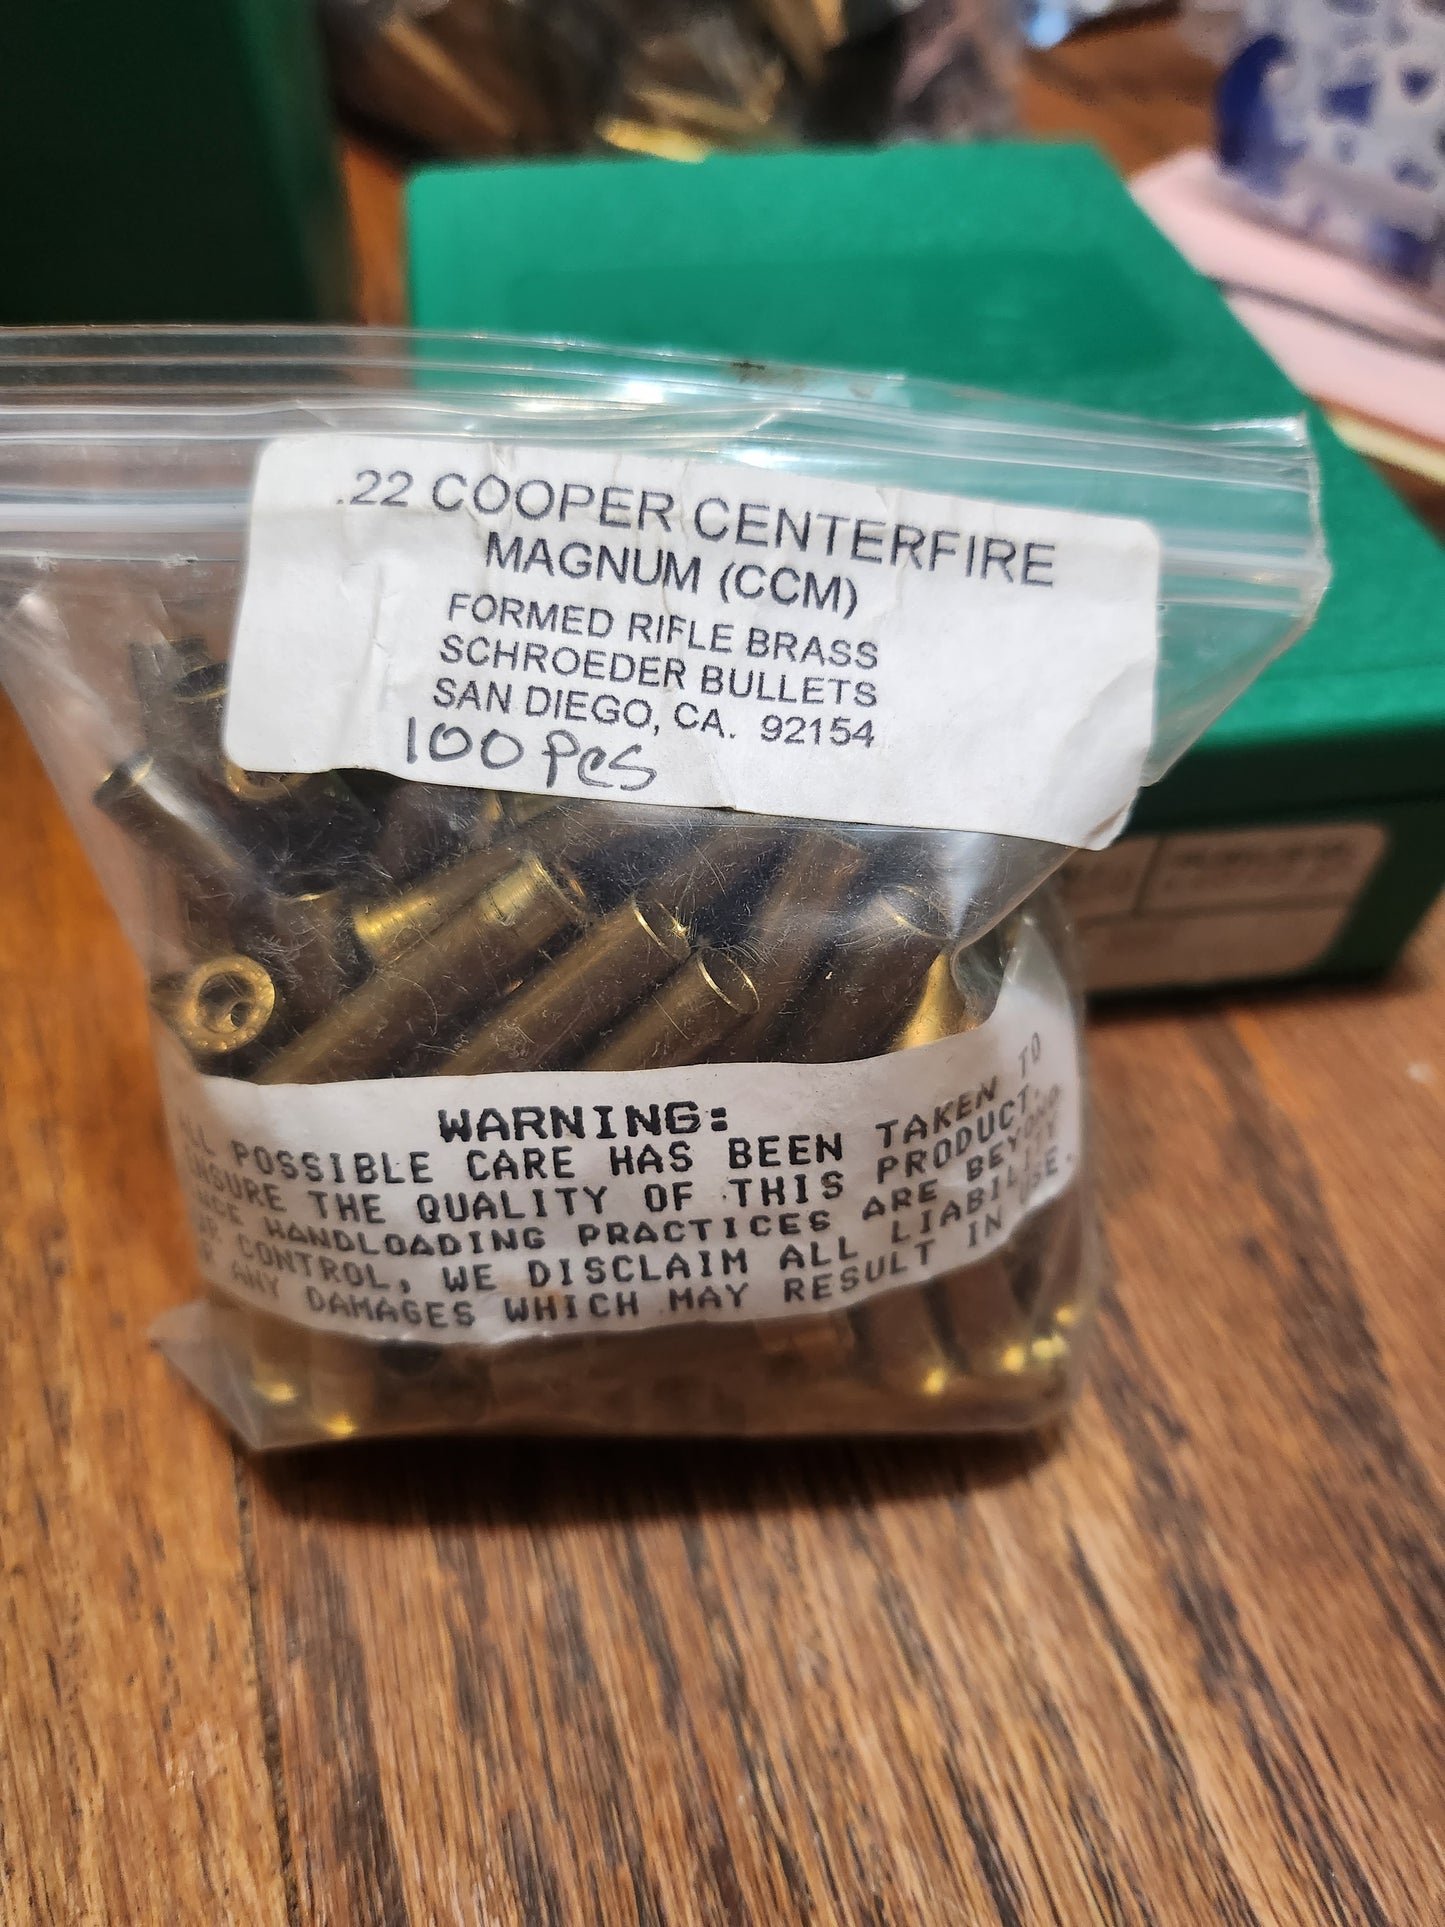 .22 COOPER CENTERFIRE
MAGNUM (CCM)
FORMED RIFLE BRASS
SCHROEDER BULLETS
SAN DIEGO, CA. 92154
100 PCS
WARNING:
ALL POSSIBLE CARE HAS BEEN TAKEN TO
ENSURE THE QUALITY OF THIS PRODUCT.
HANDLOADING PRACTICES ARE BEYOND
CONTROL, WE DISCLAIM ALL LIABILITY
ANY DAMAGES WHICH MAY RESULT IN USE.